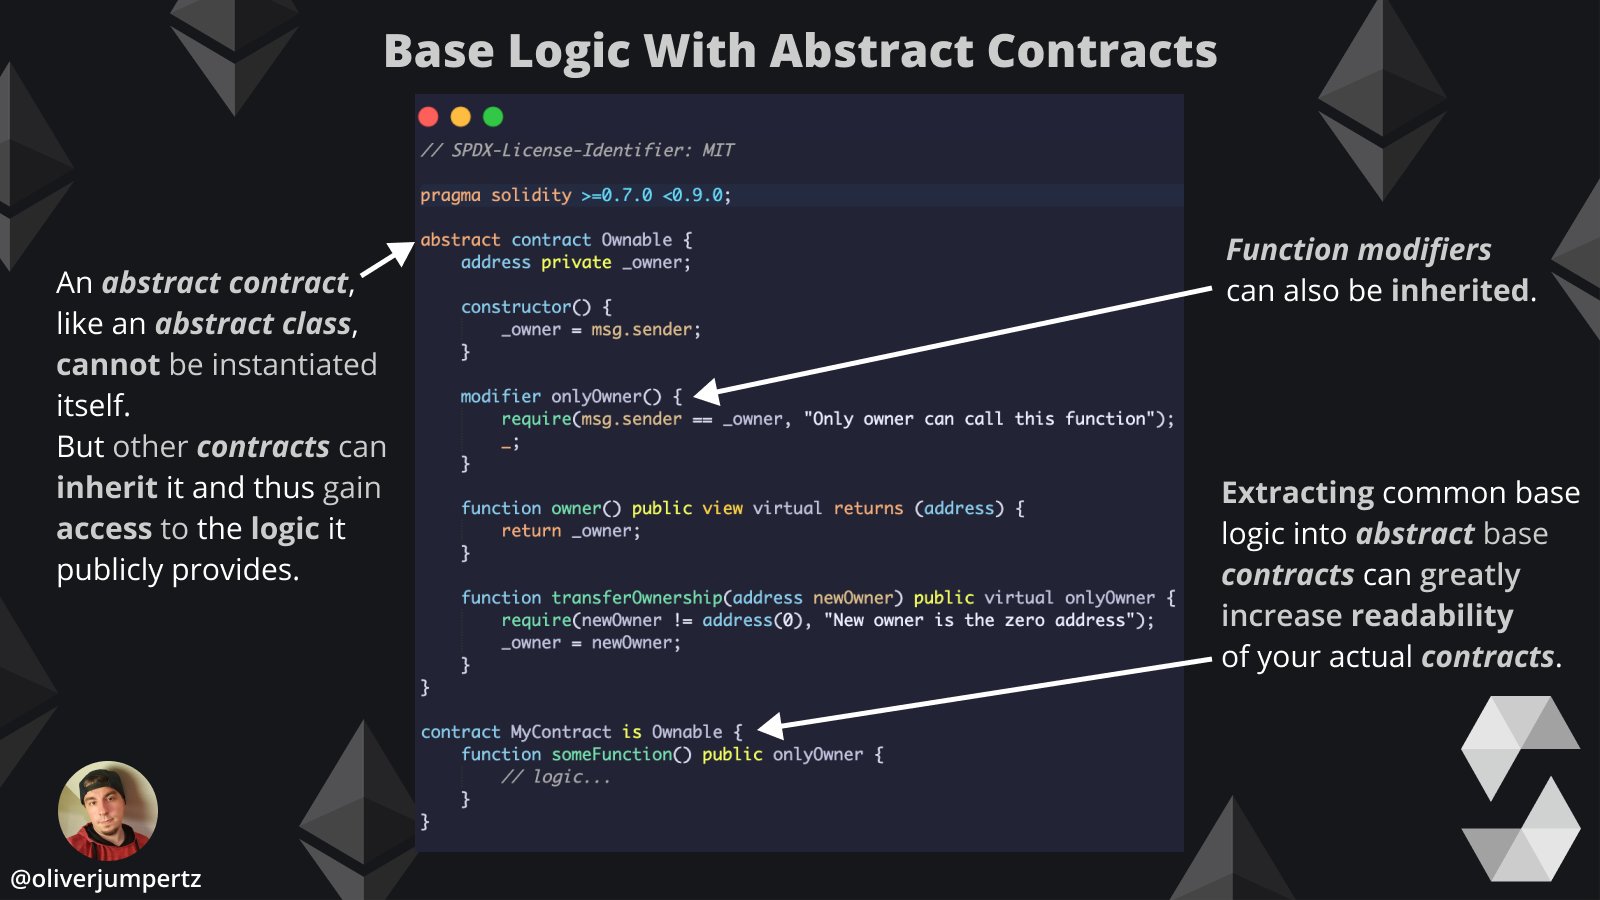 Base Logic With Abstract Contracts
// SPDX-License-Identifier: MIT
pragma solidity >=0.7.0 <0.9.0;
abstract contract Ownable {
address private _owner;
constructor() {
_owner = msg.sender;
}
modifier onlyOwner() {
require(msg.sender == _owner, "Only owner can call this function");
_;
}
function owner() public view virtual returns (address) {
return _owner;
}
function transferOwnership(address newOwner) public virtual onlyOwner {
require(newOwner != address(0), "New owner is the zero address");
_owner = newOwner;
}
}
contract MyContract is Ownable {
function someFunction() public onlyOwner {
// logic...
}
}
An abstract contract,
like an abstract class,
cannot be instantiated
itself.
But other contracts can
inherit it and thus gain
access to the logic it
publicly provides.
Function modifiers
can also be inherited.
Extracting common base
logic into abstract base
contracts can greatly
increase readability
of your actual contracts.
@oliverjumpertz